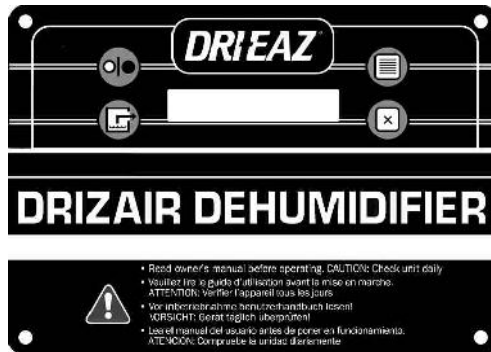 DRI-EAZ
DRIZAIR DEHUMIDIFIER
• Read owner's manual before operating. CAUTION: Check unit daily
• Veuillez lire le guide d'utilisation avant la mise en marche.
ATTENTION: Vérifier l'appareil tous les jours
• Vor inbetriebnahme benutzerhandbuch lesen!
VORSICHT: Gerät täglich überprüfen!
• Lea el manual del usuario antes de poner en funcionamiento.
ATENCIÓN: Compruebe la unidad diariamente